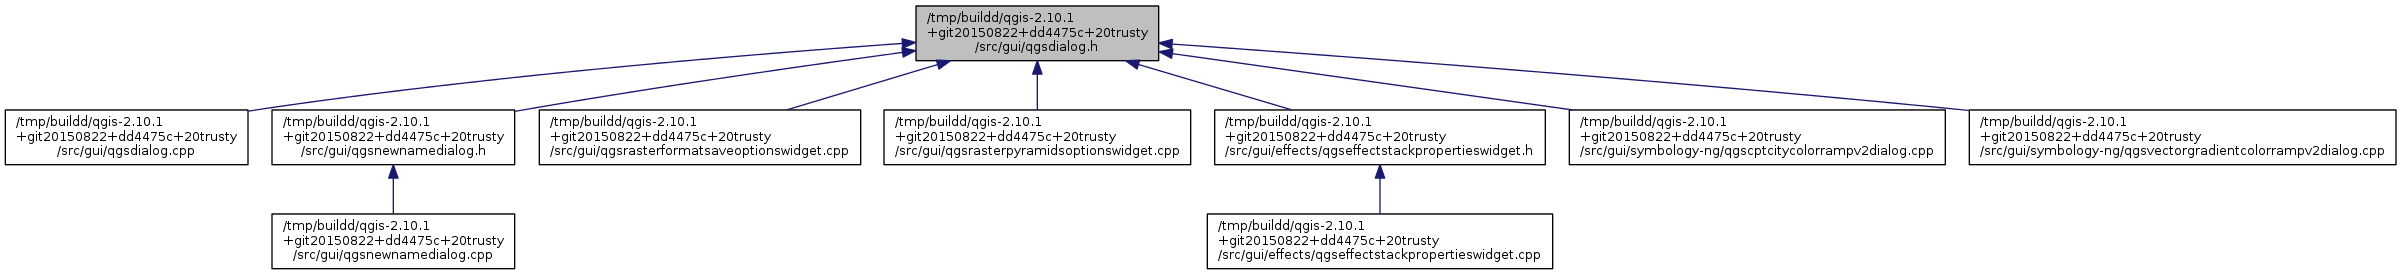 /tmp/buildd/qgis-2.10.1
+git20150822+dd4475c+20trusty
/src/gui/qgsdialog.h
/tmp/buildd/qgis-2.10.1
+git20150822+dd4475c+20trusty
/src/gui/qgsdialog.cpp
/tmp/buildd/qgis-2.10.1
+git20150822+dd4475c+20trusty
/src/gui/qgsnewnamedialog.h
/tmp/buildd/qgis-2.10.1
+git20150822+dd4475c+20trusty
/src/gui/qgsrasterformatsaveoptionswidget.cpp
/tmp/buildd/qgis-2.10.1
+git20150822+dd4475c+20trusty
/src/gui/qgsrasterpyramidsoptionswidget.cpp
/tmp/buildd/qgis-2.10.1
+git20150822+dd4475c+20trusty
/src/gui/effects/qgseffectstackpropertieswidget.h
/tmp/buildd/qgis-2.10.1
+git20150822+dd4475c+20trusty
/src/gui/symbology-ng/qgscptcitycolorrampv2dialog.cpp
/tmp/buildd/qgis-2.10.1
+git20150822+dd4475c+20trusty
/src/gui/symbology-ng/qgsvectorgradientcolorrampv2dialog.cpp
/tmp/buildd/qgis-2.10.1
+git20150822+dd4475c+20trusty
/src/gui/qgsnewnamedialog.cpp
/tmp/buildd/qgis-2.10.1
+git20150822+dd4475c+20trusty
/src/gui/effects/qgseffectstackpropertieswidget.cpp